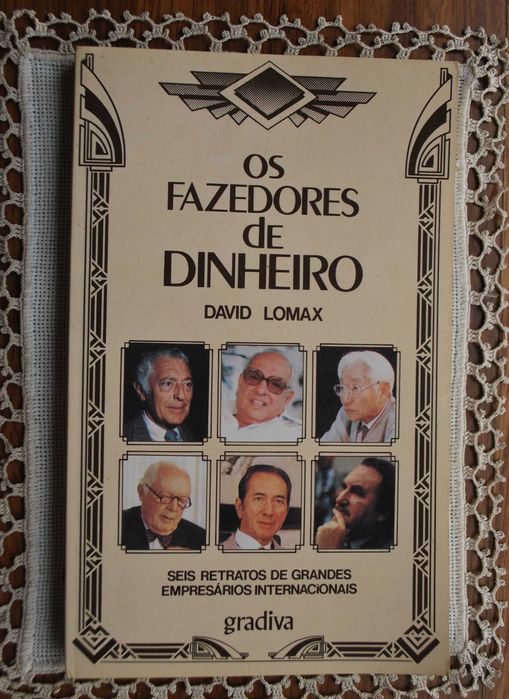 OS
FAZEDORES
de
DINHEIRO
DAVID LOMAX
SEIS RETRATOS DE GRANDES
EMPRESÁRIOS INTERNACiONAIS
gradiva